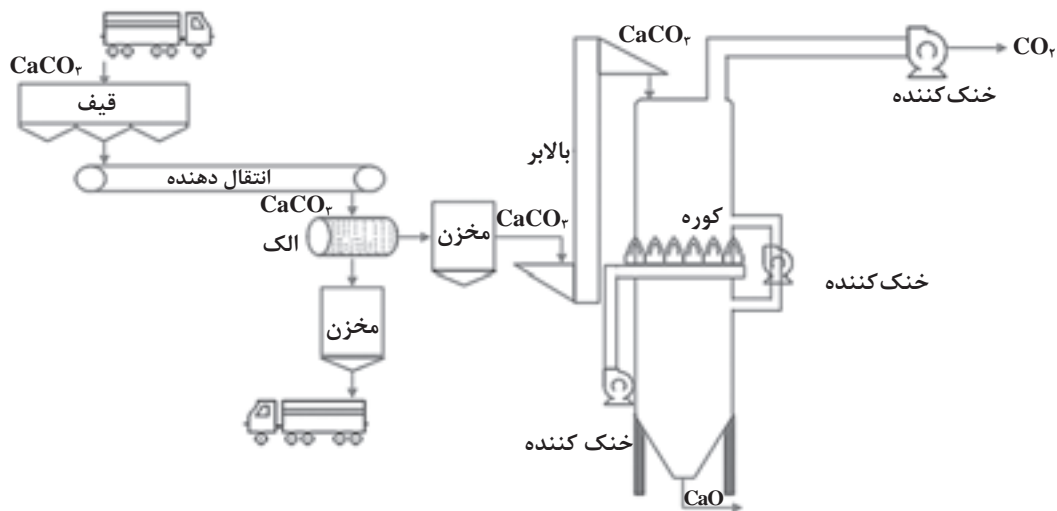 CaCO₃
قیف
انتقال دهنده
CaCO₃
الک
مخزن
مخزن
CaCO₃
بالابر
CaCO₃
CO₂
خنک کننده
کوره
خنک کننده
خنک کننده
CaO